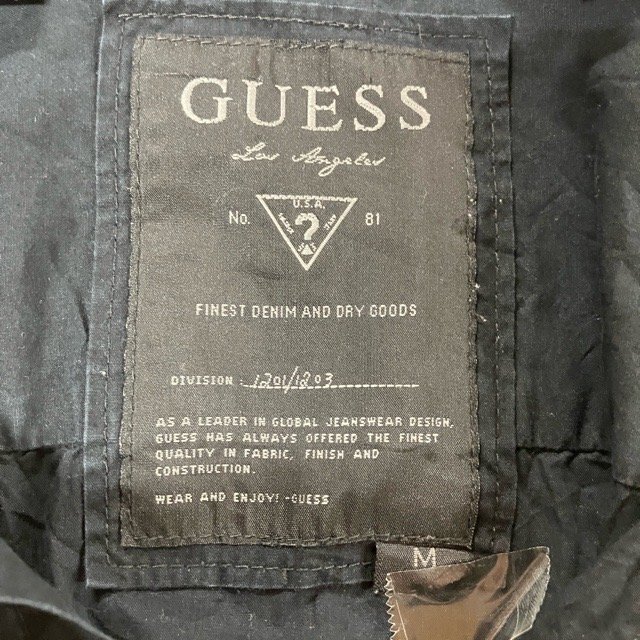 GUESS
Los Angeles
U.S.A.
No. ? 81
FINEST DENIM AND DRY GOODS
DIVISION : 1201/1203
AS A LEADER IN GLOBAL JEANSWEAR DESIGN,
GUESS HAS ALWAYS OFFERED THE FINEST
QUALITY IN FABRIC, FINISH AND
CONSTRUCTION.
WEAR AND ENJOY! -GUESS
M